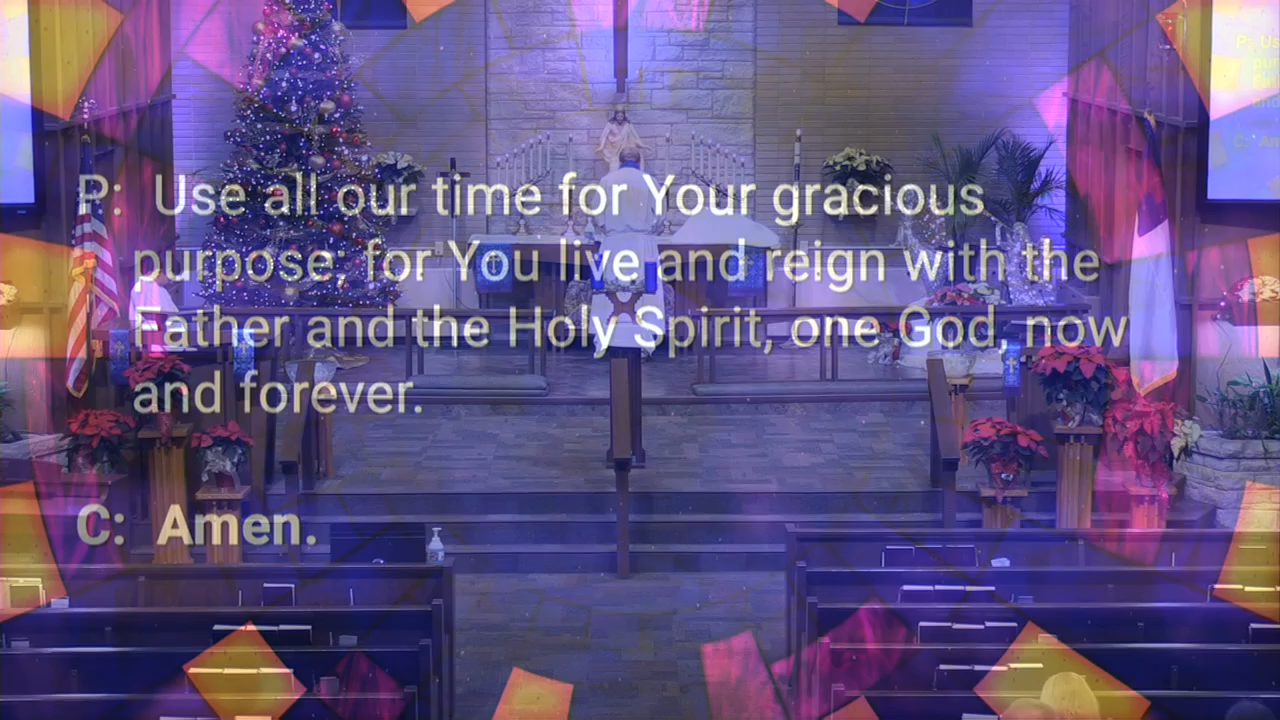 P: Use all our time for Your gracious
purpose; for You live and reign with the
Father and the Holy Spirit, one God, now
and forever.
C: Amen.